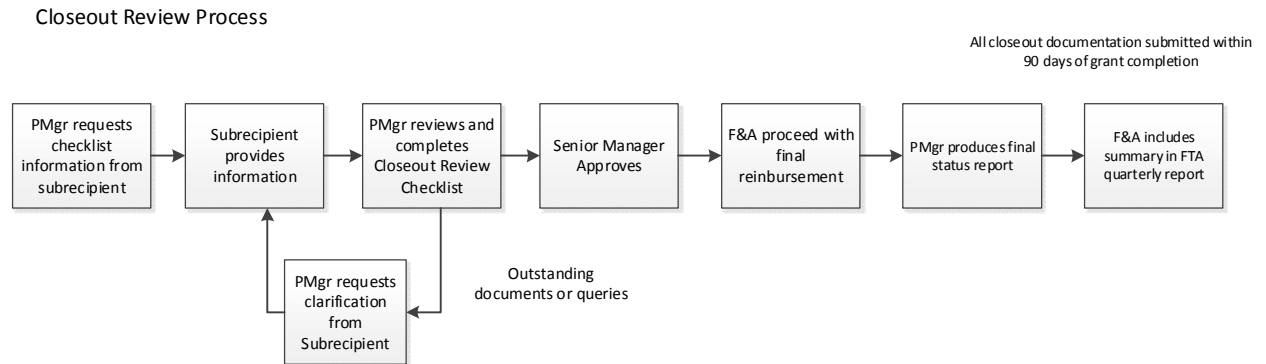 Closeout Review Process
All closeout documentation submitted within
90 days of grant completion
PMgr requests
checklist
information from
subrecipient
Subrecipient
provides
information
PMgr reviews and
completes
Closeout Review
Checklist
Senior Manager
Approves
F&A proceed with
final
reimbursement
PMgr produces final
status report
F&A includes
summary in FTA
quarterly report
PMgr requests
clarification
from
Subrecipient
Outstanding
documents or queries